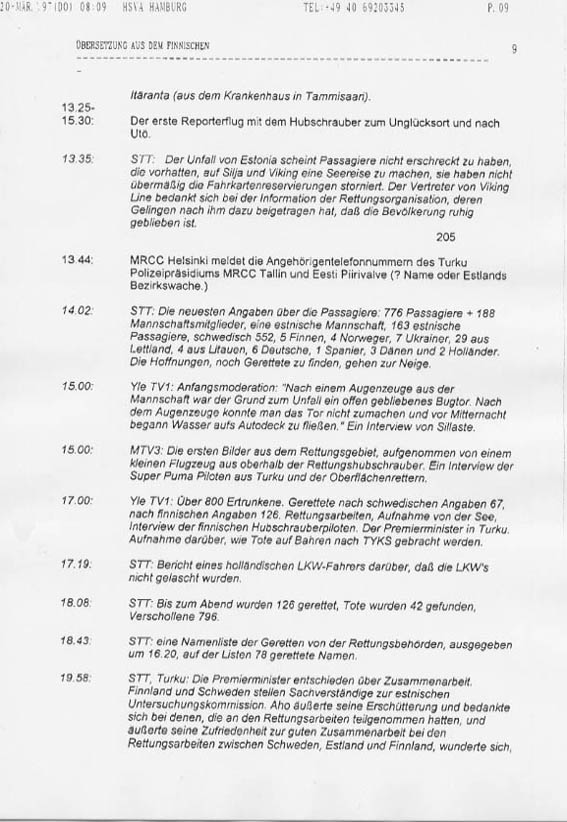 20-MAR.'97(DO) 08:09 HSVA HAMBURG TEL:+49 40 69203345 P.09
ÜBERSETZUNG AUS DEM FINNISCHEN 9
Itäranta (aus dem Krankenhaus in Tammisaari).
13.25-
15.30: Der erste Reporterflug mit dem Hubschrauber zum Unglücksort und nach
Utö.
13.35: STT: Der Unfall von Estonia scheint Passagiere nicht erschreckt zu haben,
die vorhatten, auf Silja und Viking eine Seereise zu machen, sie haben nicht
übermäßig die Fahrkartenreservierungen storniert. Der Vertreter von Viking
Line bedankt sich bei der Information der Rettungsorganisation, deren
Gelingen nach ihm dazu beigetragen hat, daß die Bevölkerung ruhig
geblieben ist.
205
13.44: MRCC Helsinki meldet die Angehörigentelefonnummern des Turku
Polizeipräsidiums MRCC Tallin und Eesti Piirivalve (? Name oder Estlands
Bezirkswache.)
14.02: STT: Die neuesten Angaben über die Passagiere: 776 Passagiere + 188
Mannschaftsmitglieder, eine estnische Mannschaft, 163 estnische
Passagiere, schwedisch 552, 5 Finnen, 4 Norweger, 7 Ukrainer, 29 aus
Lettland, 4 aus Litauen, 6 Deutsche, 1 Spanier, 3 Dänen und 2 Holländer.
Die Hoffnungen, noch Gerettete zu finden, gehen zur Neige.
15.00: Yle TV1: Anfangsmoderation: "Nach einem Augenzeuge aus der
Mannschaft war der Grund zum Unfall ein offen gebliebenes Bugtor. Nach
dem Augenzeuge konnte man das Tor nicht zumachen und vor Mitternacht
begann Wasser aufs Autodeck zu fließen." Ein Interview von Sillaste.
15.00: MTV3: Die ersten Bilder aus dem Rettungsgebiet, aufgenommen von einem
kleinen Flugzeug aus oberhalb der Rettungshubschrauber. Ein Interview der
Super Puma Piloten aus Turku und der Oberflächenrettern.
17.00: Yle TV1: Über 800 Ertrunkene. Gerettete nach schwedischen Angaben 67,
nach finnischen Angaben 126. Rettungsarbeiten, Aufnahme von der See,
Interview der finnischen Hubschrauberpiloten. Der Premierminister in Turku.
Aufnahme darüber, wie Tote auf Bahren nach TYKS gebracht werden.
17.19: STT: Bericht eines holländischen LKW-Fahrers darüber, daß die LKW's
nicht gelascht wurden.
18.08: STT: Bis zum Abend wurden 126 gerettet, Tote wurden 42 gefunden,
Verschollene 796.
18.43: STT: eine Namenliste der Geretten von der Rettungsbehörden, ausgegeben
um 16.20, auf der Listen 78 gerettete Namen.
19.58: STT, Turku: Die Premierminister entschieden über Zusammenarbeit.
Finnland und Schweden stellen Sachverständige zur estnischen
Untersuchungskommission. Aho äußerte seine Erschütterung und bedankte
sich bei denen, die an den Rettungsarbeiten teilgenommen hatten, und
äußerte seine Zufriedenheit zur guten Zusammenarbeit bei den
Rettungsarbeiten zwischen Schweden, Estland und Finnland, wunderte sich,